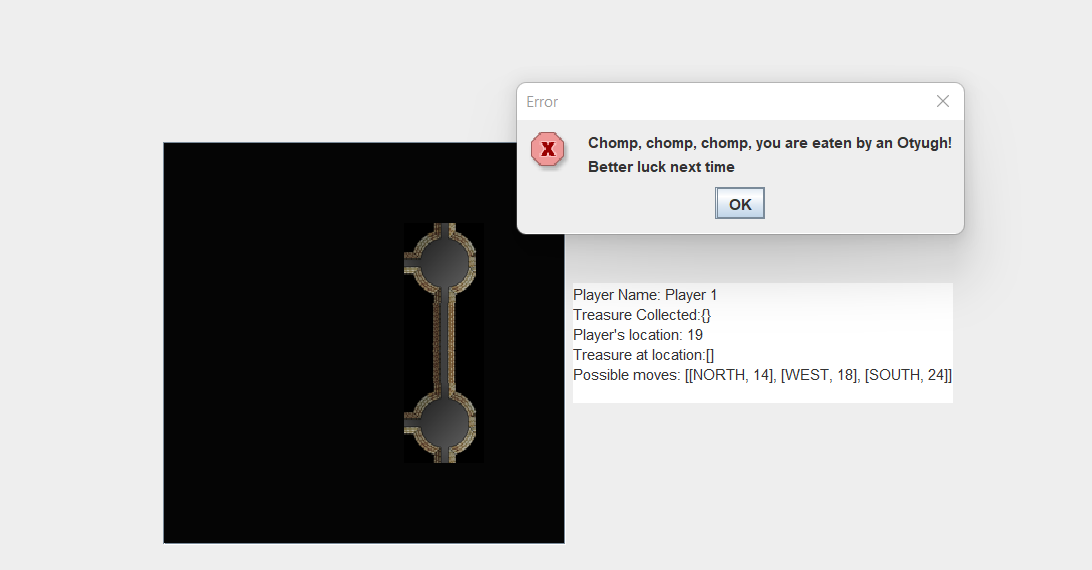 Error
X
Chomp, chomp, chomp, you are eaten by an Otyugh!
Better luck next time
OK
Player Name: Player 1
Treasure Collected:{}
Player's location: 19
Treasure at location:[]
Possible moves: [[NORTH, 14], [WEST, 18], [SOUTH, 24]]